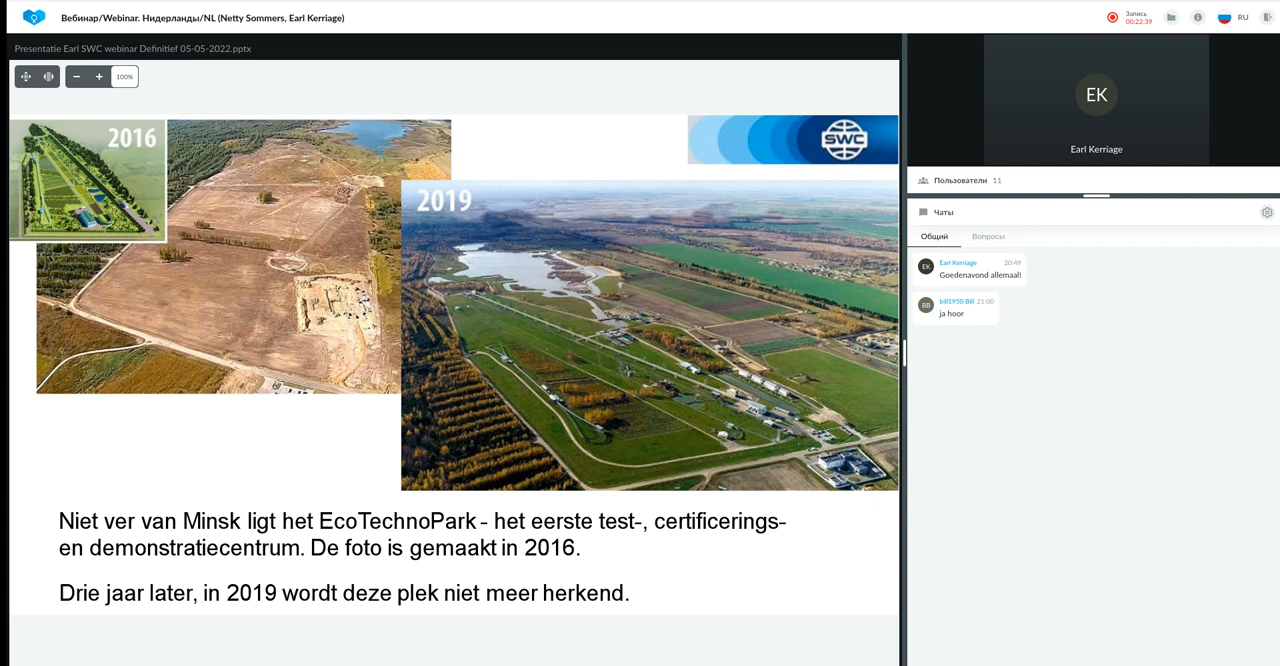 Вебинар/Webinar. Нидерланды/NL (Netty Sommers, Earl Kerriage)
Запись
00:22:39
RU
Presentatie Earl SWC webinar Definitief 05-05-2022.pptx
100%
2016
SWC
2019
Niet ver van Minsk ligt het EcoTechnoPark - het eerste test-, certificerings-
en demonstratiecentrum. De foto is gemaakt in 2016.
Drie jaar later, in 2019 wordt deze plek niet meer herkend.
EK
Earl Kerriage
Пользователи 11
Чаты
Общий Вопросы
EK Earl Kerriage 20:49
Goedenavond allemaal!
BB bill1950 Bill 21:00
ja hoor